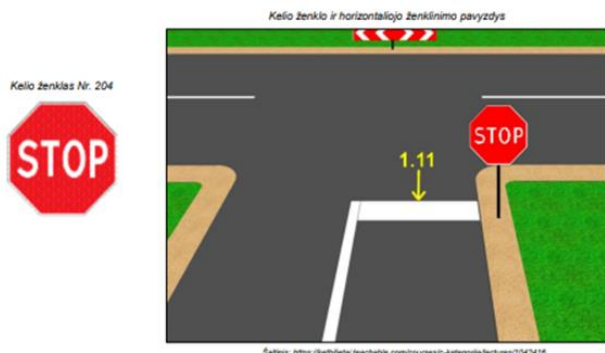 Kelio ženklo ir horizontaliojo ženklinimo pavyzdys
Kelio ženklas Nr. 204
STOP
STOP
1.11